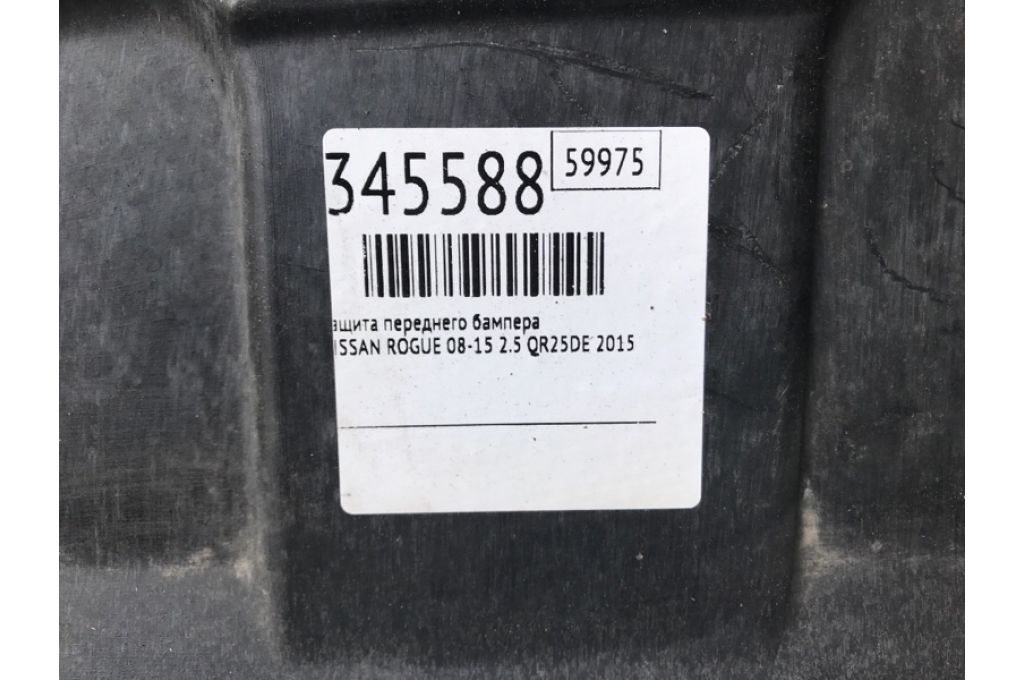 345588
59975
ащита переднего бампера
ISSAN ROGUE 08-15 2.5 QR25DE 2015